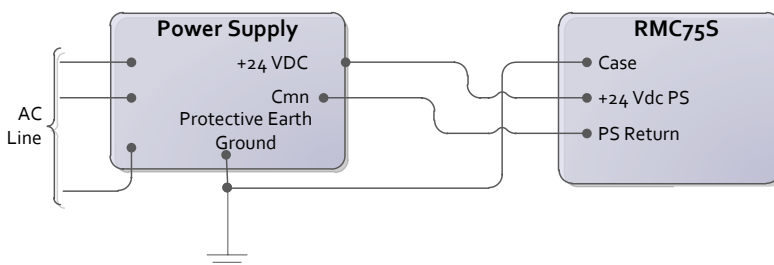 Power Supply
RMC75S
+24 VDC
Case
Cmn
+24 Vdc PS
AC
Line
Protective Earth
Ground
PS Return